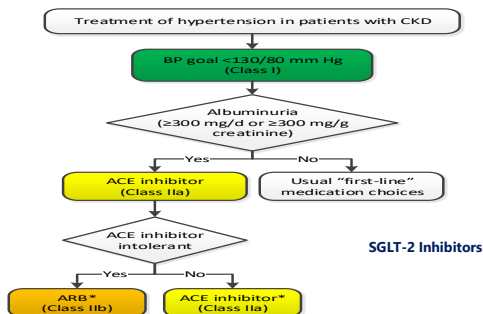 Treatment of hypertension in patients with CKD
BP goal <130/80 mm Hg
(Class I)
Albuminuria
(≥300 mg/d or ≥300 mg/g
creatinine)
Yes
No
ACE inhibitor
(Class IIa)
Usual “first-line”
medication choices
ACE inhibitor
intolerant
SGLT-2 Inhibitors
Yes
No
ARB*
(Class IIb)
ACE inhibitor*
(Class IIa)